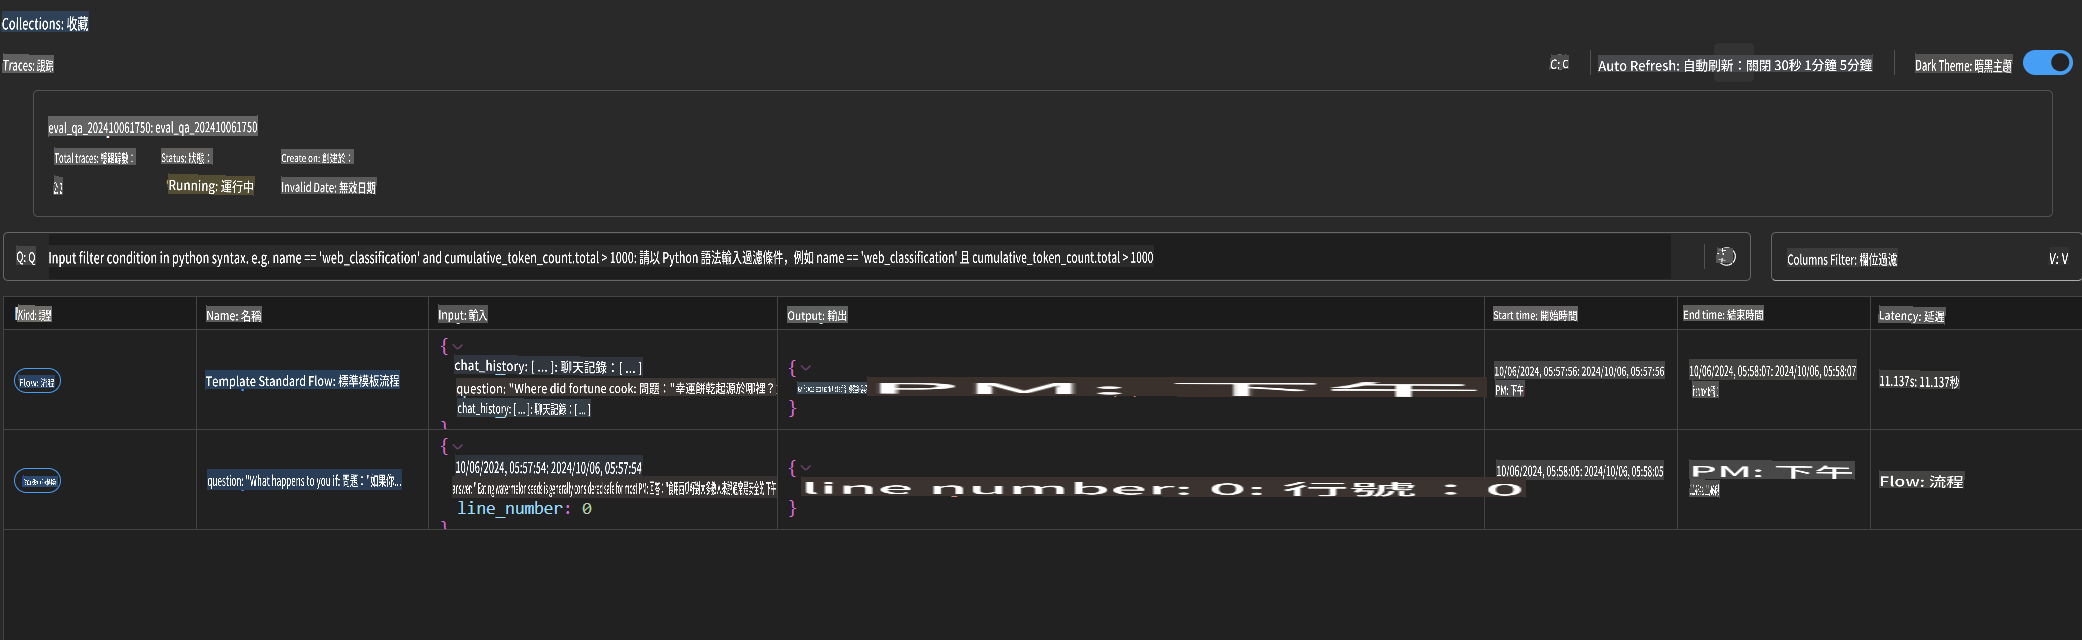 Collections: 收藏
Traces: 跟踪
C: C
Auto Refresh: 自動刷新：關閉 30秒 1分鐘 5分鐘
Dark Theme: 暗黑主題
eval_qa_202410061750: eval_qa_202410061750
Total traces:
Status: 狀態：
Create on: 創建於：
Running: 運行中
Invalid Date: 無效日期
Q: Q
Input filter condition in python syntax, e.g. name == 'web_classification' and cumulative_token_count.total > 1000: 請以 Python 語法輸入過濾條件，例如 name == 'web_classification' 且 cumulative_token_count.total > 1000
Columns Filter: 欄位過濾
V: V
Kind: 類型
Name: 名稱
Input: 輸入
Output: 輸出
Start time: 開始時間
End time: 結束時間
Latency: 延遲
Flow: 流程
Template Standard Flow: 標準模板流程
{
chat_history: [ ... ]: 聊天記錄：[ ... ]
question: "Where did fortune cook: 問題："幸運餅乾起源於哪裡？
chat_history: [ ... ]: 聊天記錄：[ ... ]
}
{
PM: 下午
}
10/06/2024, 05:57:56: 2024/10/06, 05:57:56
PM: 下午
10/06/2024, 05:58:07: 2024/10/06, 05:58:07
11.137s: 11.137秒
question: "What happens to you if: 問題："如果你...
{
10/06/2024, 05:57:54: 2024/10/06, 05:57:54
answer: "Eating watermelon seeds is generally considered safe for most PM:
line_number: 0
}
{
line number: 0: 行號：0
}
10/06/2024, 05:58:05: 2024/10/06, 05:58:05
PM: 下午
Flow: 流程